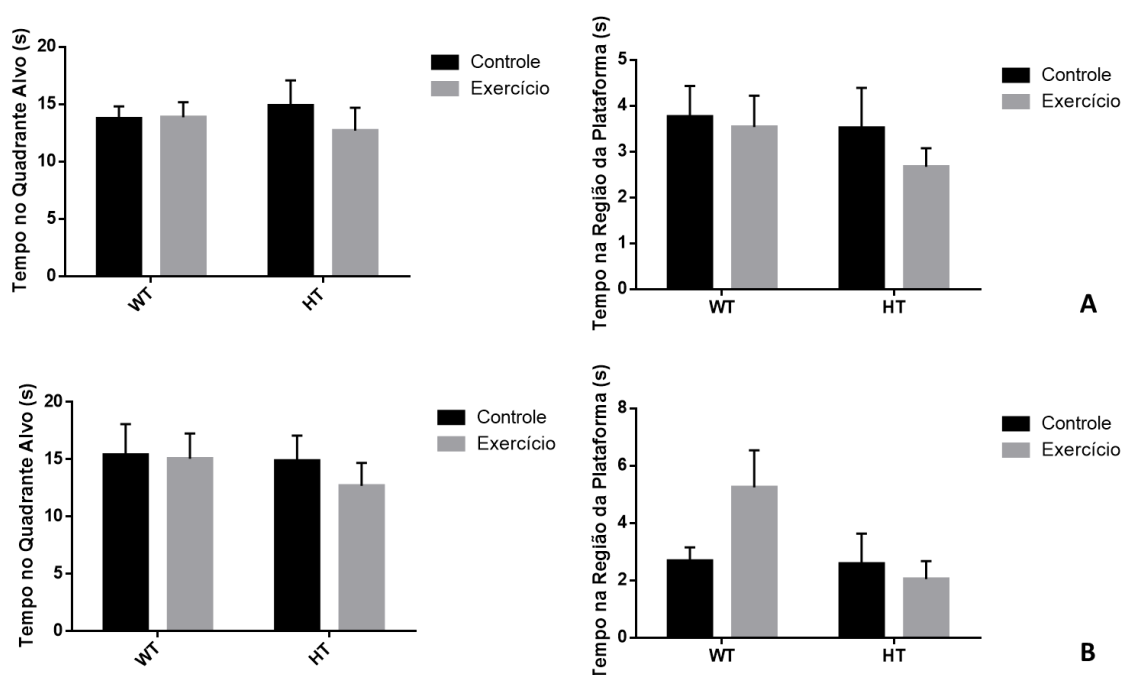 Tempo no Quadrante Alvo (s)
20
15
10
5
0
WT
HT
Controle
Exercício
Tempo na Região da Plataforma (s)
5
4
3
2
1
0
WT
HT
Controle
Exercício
A
Tempo no Quadrante Alvo (s)
20
15
10
5
0
WT
HT
Controle
Exercício
Tempo na Região da Plataforma (s)
8
6
4
2
0
WT
HT
Controle
Exercício
B